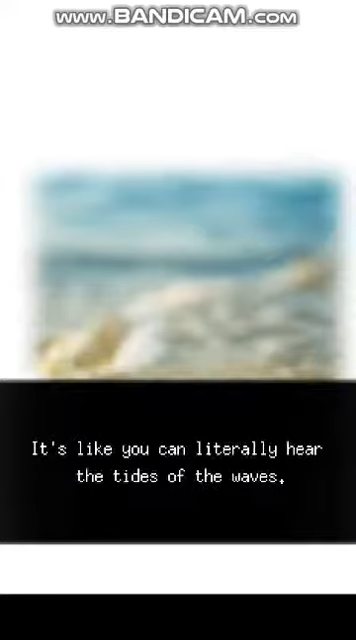 www.BANDICAM.com
It's like you can literally hear
the tides of the waves.